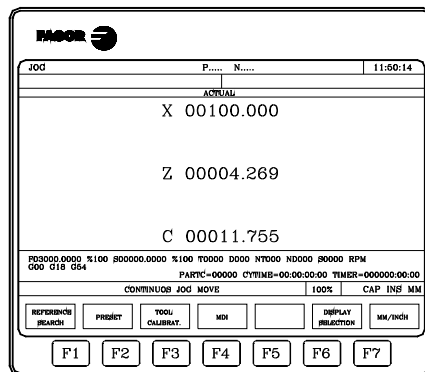 FAGOR
JOG P..... N..... 11:50:14
ACTUAL
X 00100.000
Z 00004.269
C 00011.755
F03000.0000 %100 S00000.0000 %100 T0000 D000 NT000 ND000 S0000 RPM
G00 G18 G54
PARTC=00000 CYTIME=00:00:00:00 TIMER=000000:00:00
CONTINUOS JOG MOVE 100% CAP INS MM
REFERENCE SEARCH
PRESET
TOOL CALIBRAT.
MDI
DISPLAY SELECTION
MM/INCH
F1 F2 F3 F4 F5 F6 F7